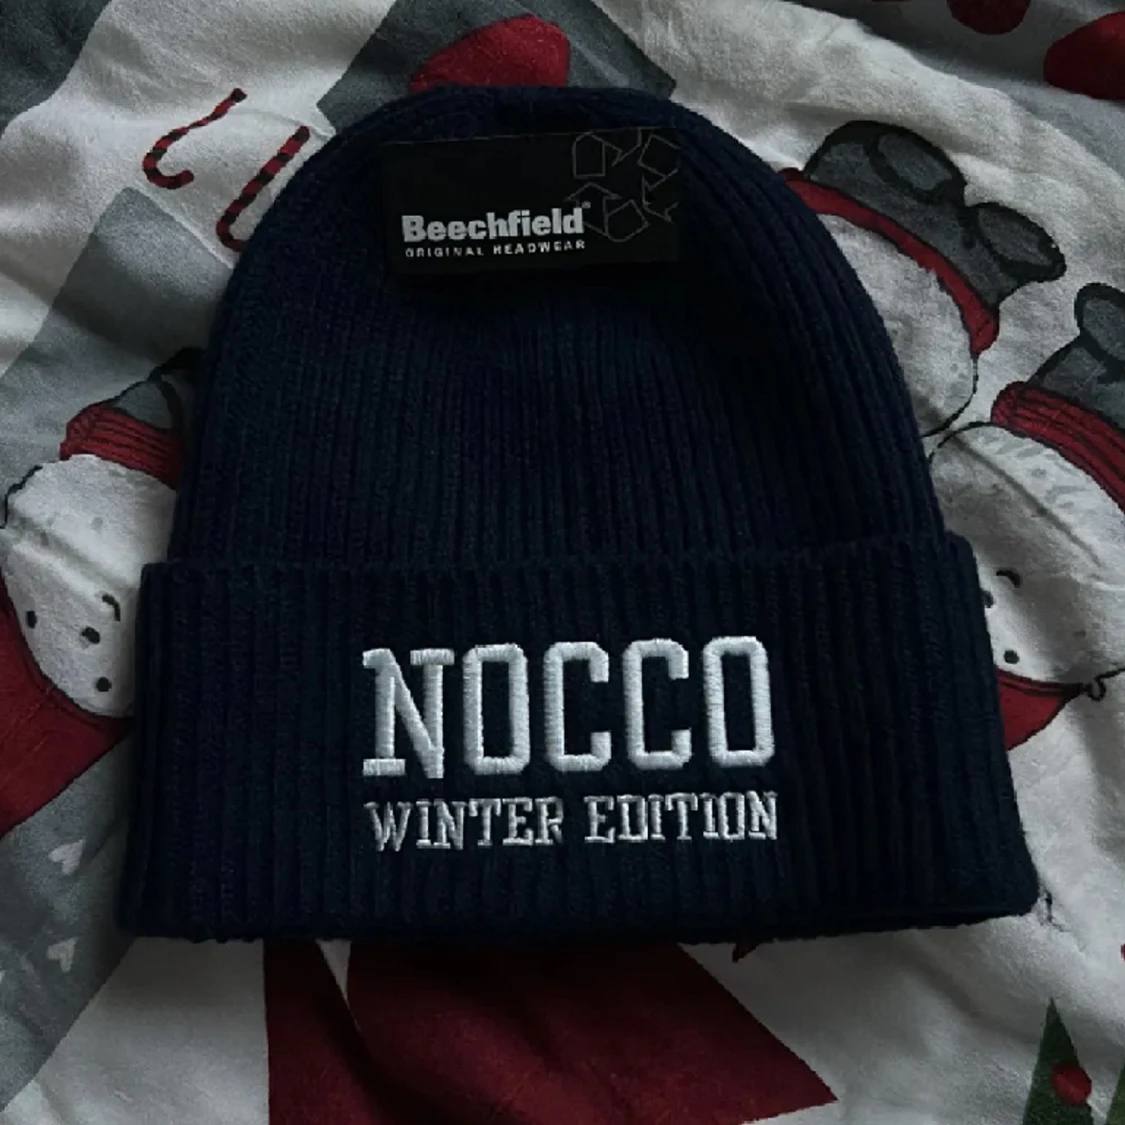 Beechfield®
ORIGINAL HEADWEAR
NOCCO
WINTER EDITION